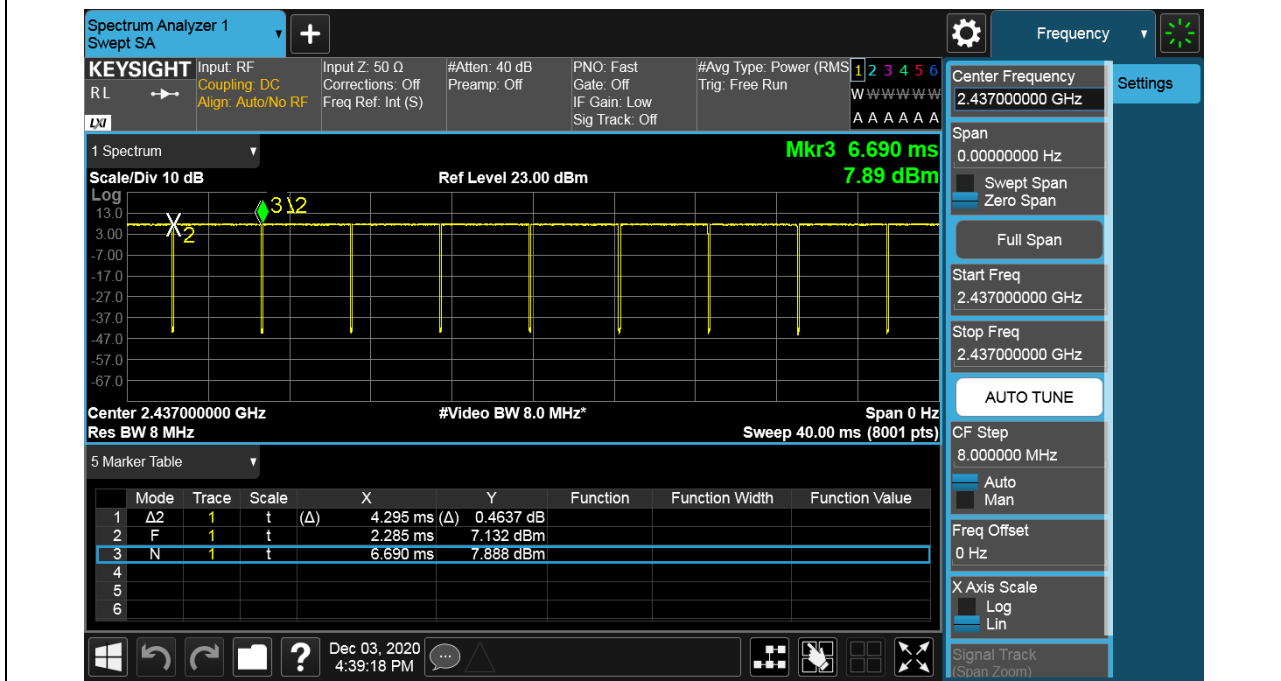 Spectrum Analyzer 1
Swept SA
+
Frequency
KEYSIGHT
R L
LXI
Input: RF
Coupling: DC
Align: Auto/No RF
Input Z: 50 Ω
Corrections: Off
Freq Ref: Int (S)
#Atten: 40 dB
Preamp: Off
PNO: Fast
Gate: Off
IF Gain: Low
Sig Track: Off
#Avg Type: Power (RMS
Trig: Free Run
1 2 3 4 5 6
W W W W W W
A A A A A A
1 Spectrum
Mkr3 6.690 ms
7.89 dBm
Scale/Div 10 dB
Ref Level 23.00 dBm
Log
13.0
3.00
-7.00
-17.0
-27.0
-37.0
-47.0
-57.0
-67.0
2
3
2
Center 2.437000000 GHz
#Video BW 8.0 MHz*
Span 0 Hz
Res BW 8 MHz
Sweep 40.00 ms (8001 pts)
5 Marker Table
Mode Trace Scale X Y Function Function Width Function Value
1 Δ2 1 t (Δ) 4.295 ms (Δ) 0.4637 dB
2 F 1 t 2.285 ms 7.132 dBm
3 N 1 t 6.690 ms 7.888 dBm
4
5
6
?
Dec 03, 2020
4:39:18 PM
Center Frequency
2.437000000 GHz
Settings
Span
0.00000000 Hz
Swept Span
Zero Span
Full Span
Start Freq
2.437000000 GHz
Stop Freq
2.437000000 GHz
AUTO TUNE
CF Step
8.000000 MHz
Auto
Man
Freq Offset
0 Hz
X Axis Scale
Log
Lin
Signal Track
(Span Zoom)